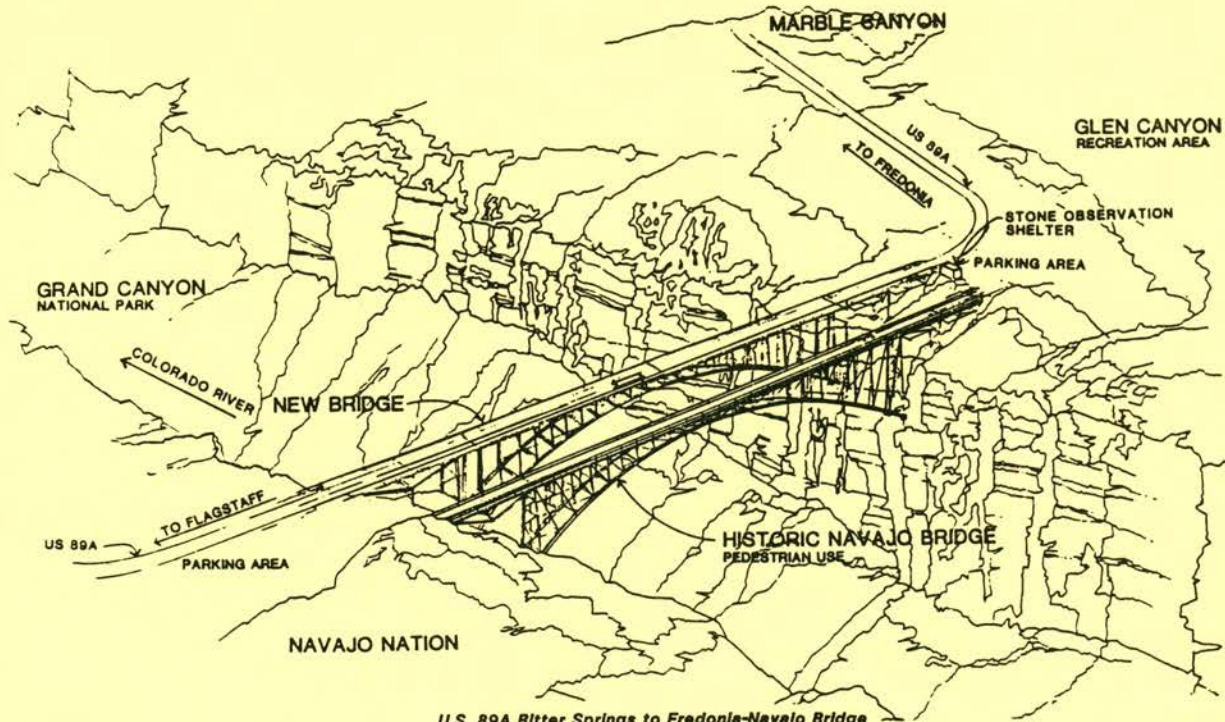 MARBLE CANYON
US 89A
GLEN CANYON
RECREATION AREA
TO FREDONIA
STONE OBSERVATION
SHELTER
PARKING AREA
GRAND CANYON
NATIONAL PARK
COLORADO RIVER
NEW BRIDGE
TO FLAGSTAFF
US 89A
PARKING AREA
HISTORIC NAVAJO BRIDGE
PEDESTRIAN USE
NAVAJO NATION
U.S. 89A Bitter Springs to Fredonia-Navajo Bridge